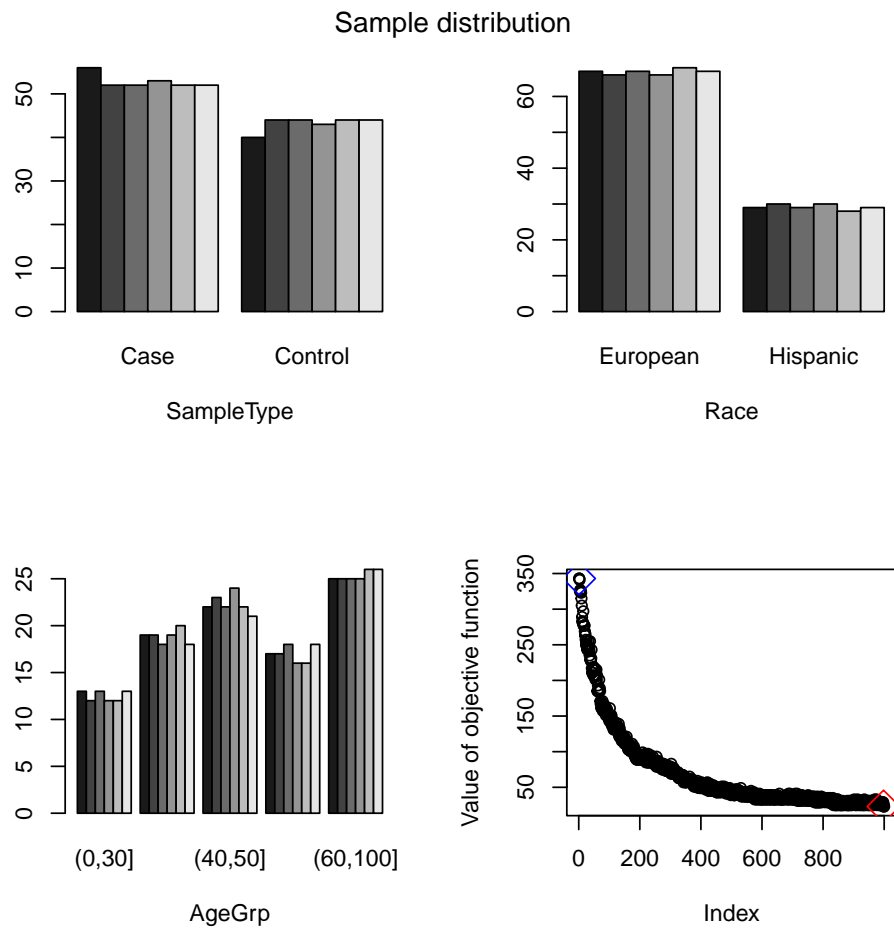 Sample distribution
50
30
10
0
Case Control
SampleType
60
40
20
0
European Hispanic
Race
25
20
15
10
5
0
(0,30] (40,50] (60,100]
AgeGrp
Value of objective function
350
250
150
50
0 200 400 600 800
Index